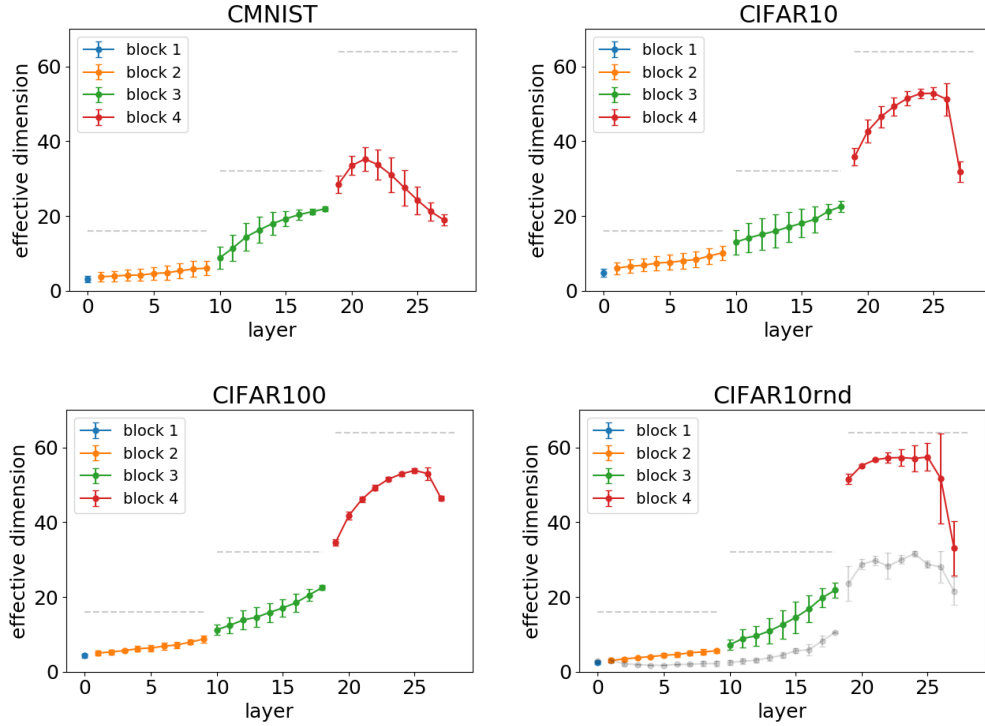 CMNIST
effective dimension
60
40
20
0
block 1
block 2
block 3
block 4
0 5 10 15 20 25
layer
CIFAR10
effective dimension
60
40
20
0
block 1
block 2
block 3
block 4
0 5 10 15 20 25
layer
CIFAR100
effective dimension
60
40
20
0
block 1
block 2
block 3
block 4
0 5 10 15 20 25
layer
CIFAR10rnd
effective dimension
60
40
20
0
block 1
block 2
block 3
block 4
0 5 10 15 20 25
layer